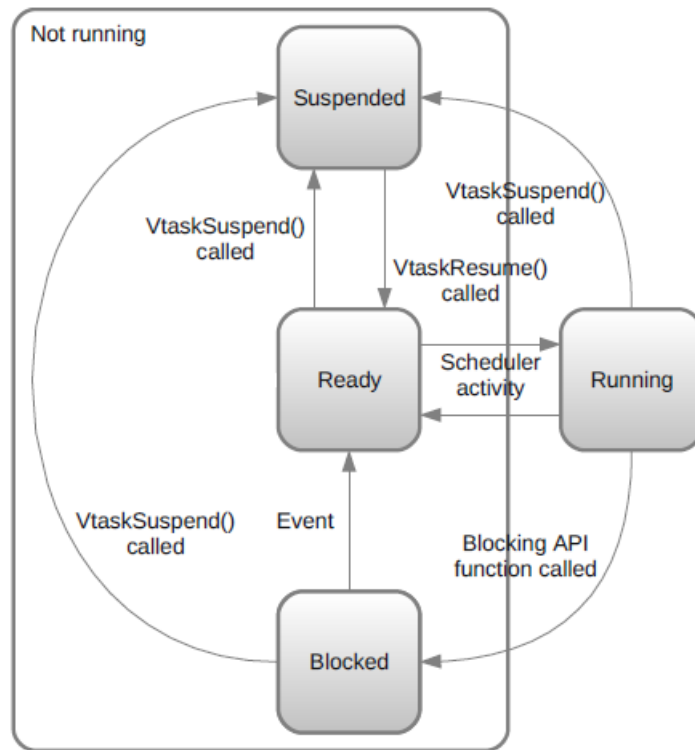 Not running
Suspended
VtaskSuspend()
called
VtaskSuspend()
called
VtaskResume()
called
Ready
Scheduler
activity
Running
VtaskSuspend()
called
Event
Blocking API
function called
Blocked